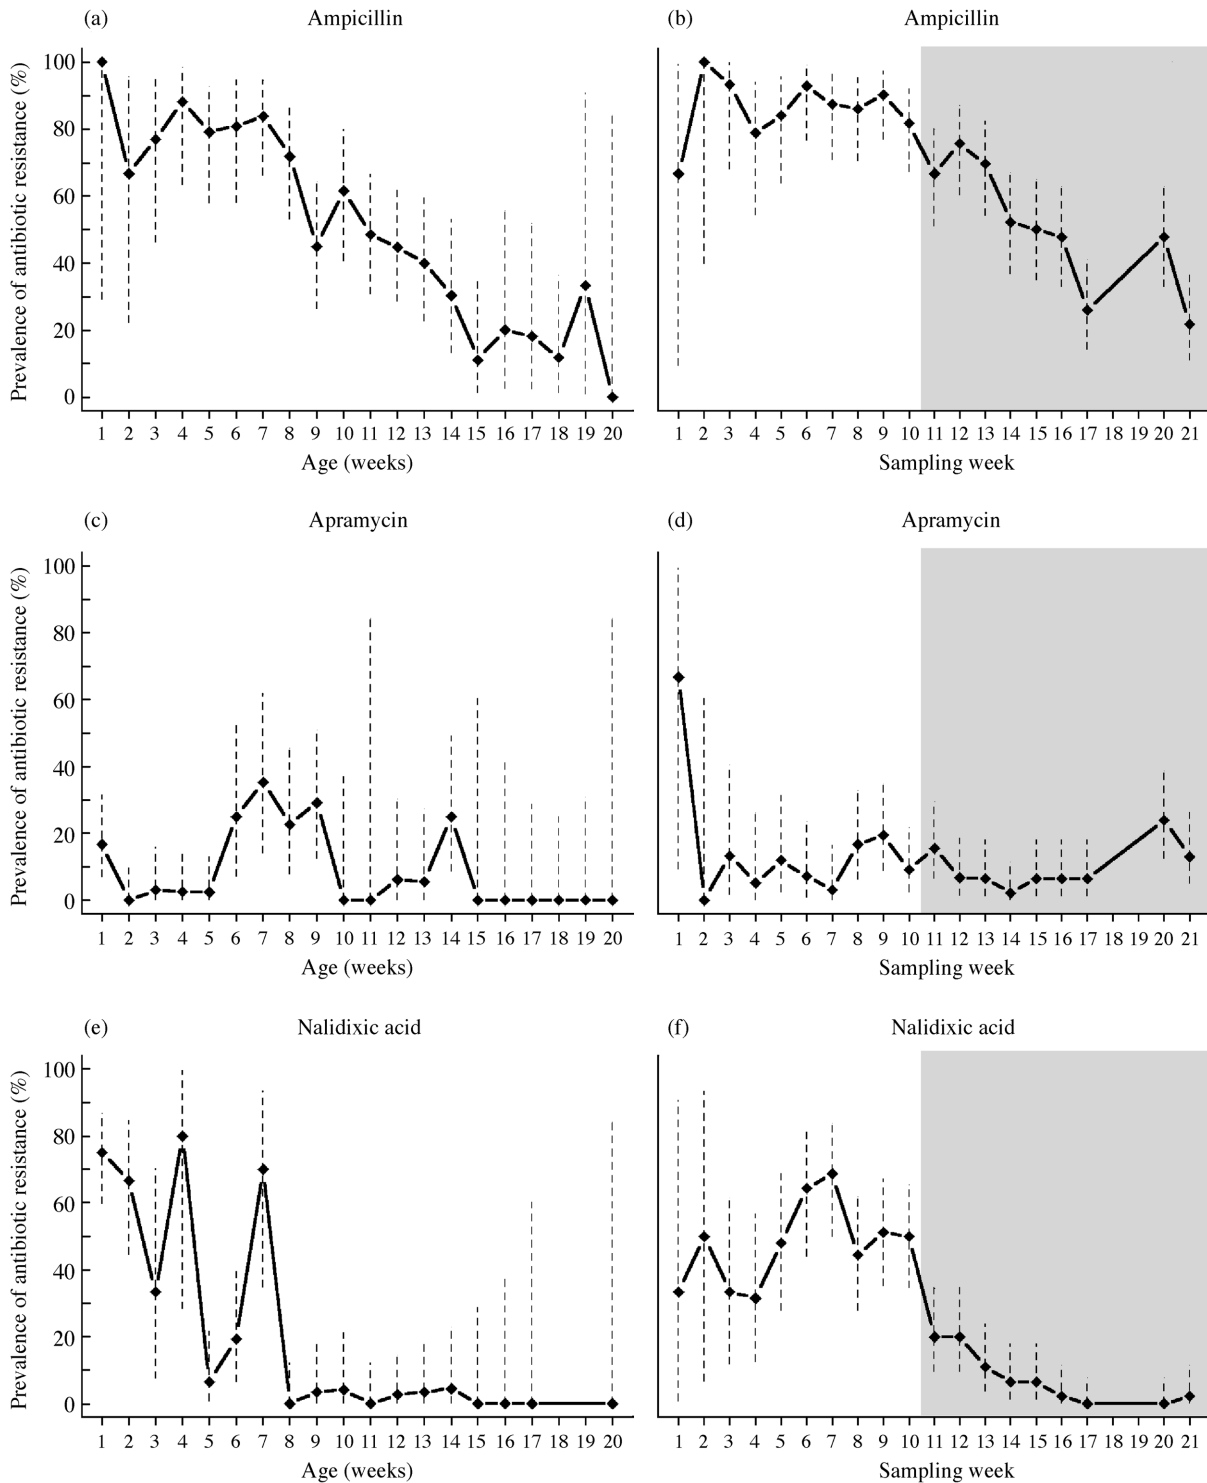 (a) Ampicillin
(b) Ampicillin
Prevalence of antibiotic resistance (%)
100
80
60
40
20
0
1 2 3 4 5 6 7 8 9 10 11 12 13 14 15 16 17 18 19 20
Age (weeks)
1 2 3 4 5 6 7 8 9 10 11 12 13 14 15 16 17 18 19 20 21
Sampling week
(c) Apramycin
(d) Apramycin
Prevalence of antibiotic resistance (%)
100
80
60
40
20
0
1 2 3 4 5 6 7 8 9 10 11 12 13 14 15 16 17 18 19 20
Age (weeks)
1 2 3 4 5 6 7 8 9 10 11 12 13 14 15 16 17 18 19 20 21
Sampling week
(e) Nalidixic acid
(f) Nalidixic acid
Prevalence of antibiotic resistance (%)
100
80
60
40
20
0
1 2 3 4 5 6 7 8 9 10 11 12 13 14 15 16 17 18 19 20
Age (weeks)
1 2 3 4 5 6 7 8 9 10 11 12 13 14 15 16 17 18 19 20 21
Sampling week